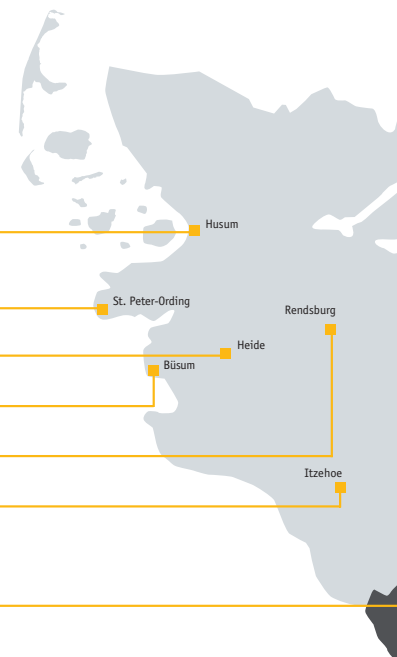 Husum
St. Peter-Ording
Rendsburg
Heide
Büsum
Itzehoe